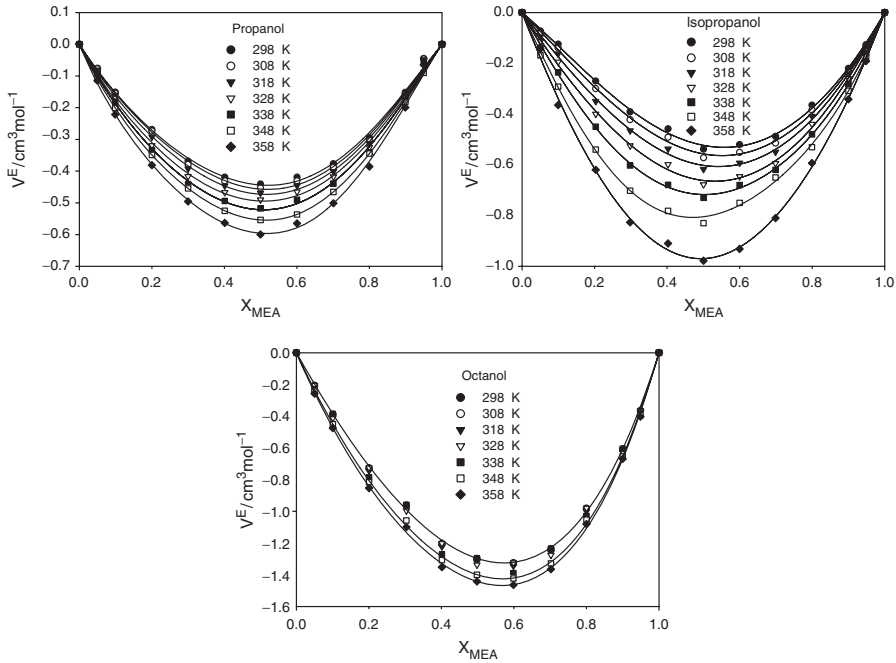 Propanol
298 K
308 K
318 K
328 K
338 K
348 K
358 K
0.1
0.0
−0.1
−0.2
−0.3
−0.4
−0.5
−0.6
−0.7
V^E/cm³mol⁻¹
0.0 0.2 0.4 0.6 0.8 1.0
X_MEA
Isopropanol
298 K
308 K
318 K
328 K
338 K
348 K
358 K
0.0
−0.2
−0.4
−0.6
−0.8
−1.0
V^E/cm³mol⁻¹
0.0 0.2 0.4 0.6 0.8 1.0
X_MEA
Octanol
298 K
308 K
318 K
328 K
338 K
348 K
358 K
0.0
−0.2
−0.4
−0.6
−0.8
−1.0
−1.2
−1.4
−1.6
V^E/cm³mol⁻¹
0.0 0.2 0.4 0.6 0.8 1.0
X_MEA